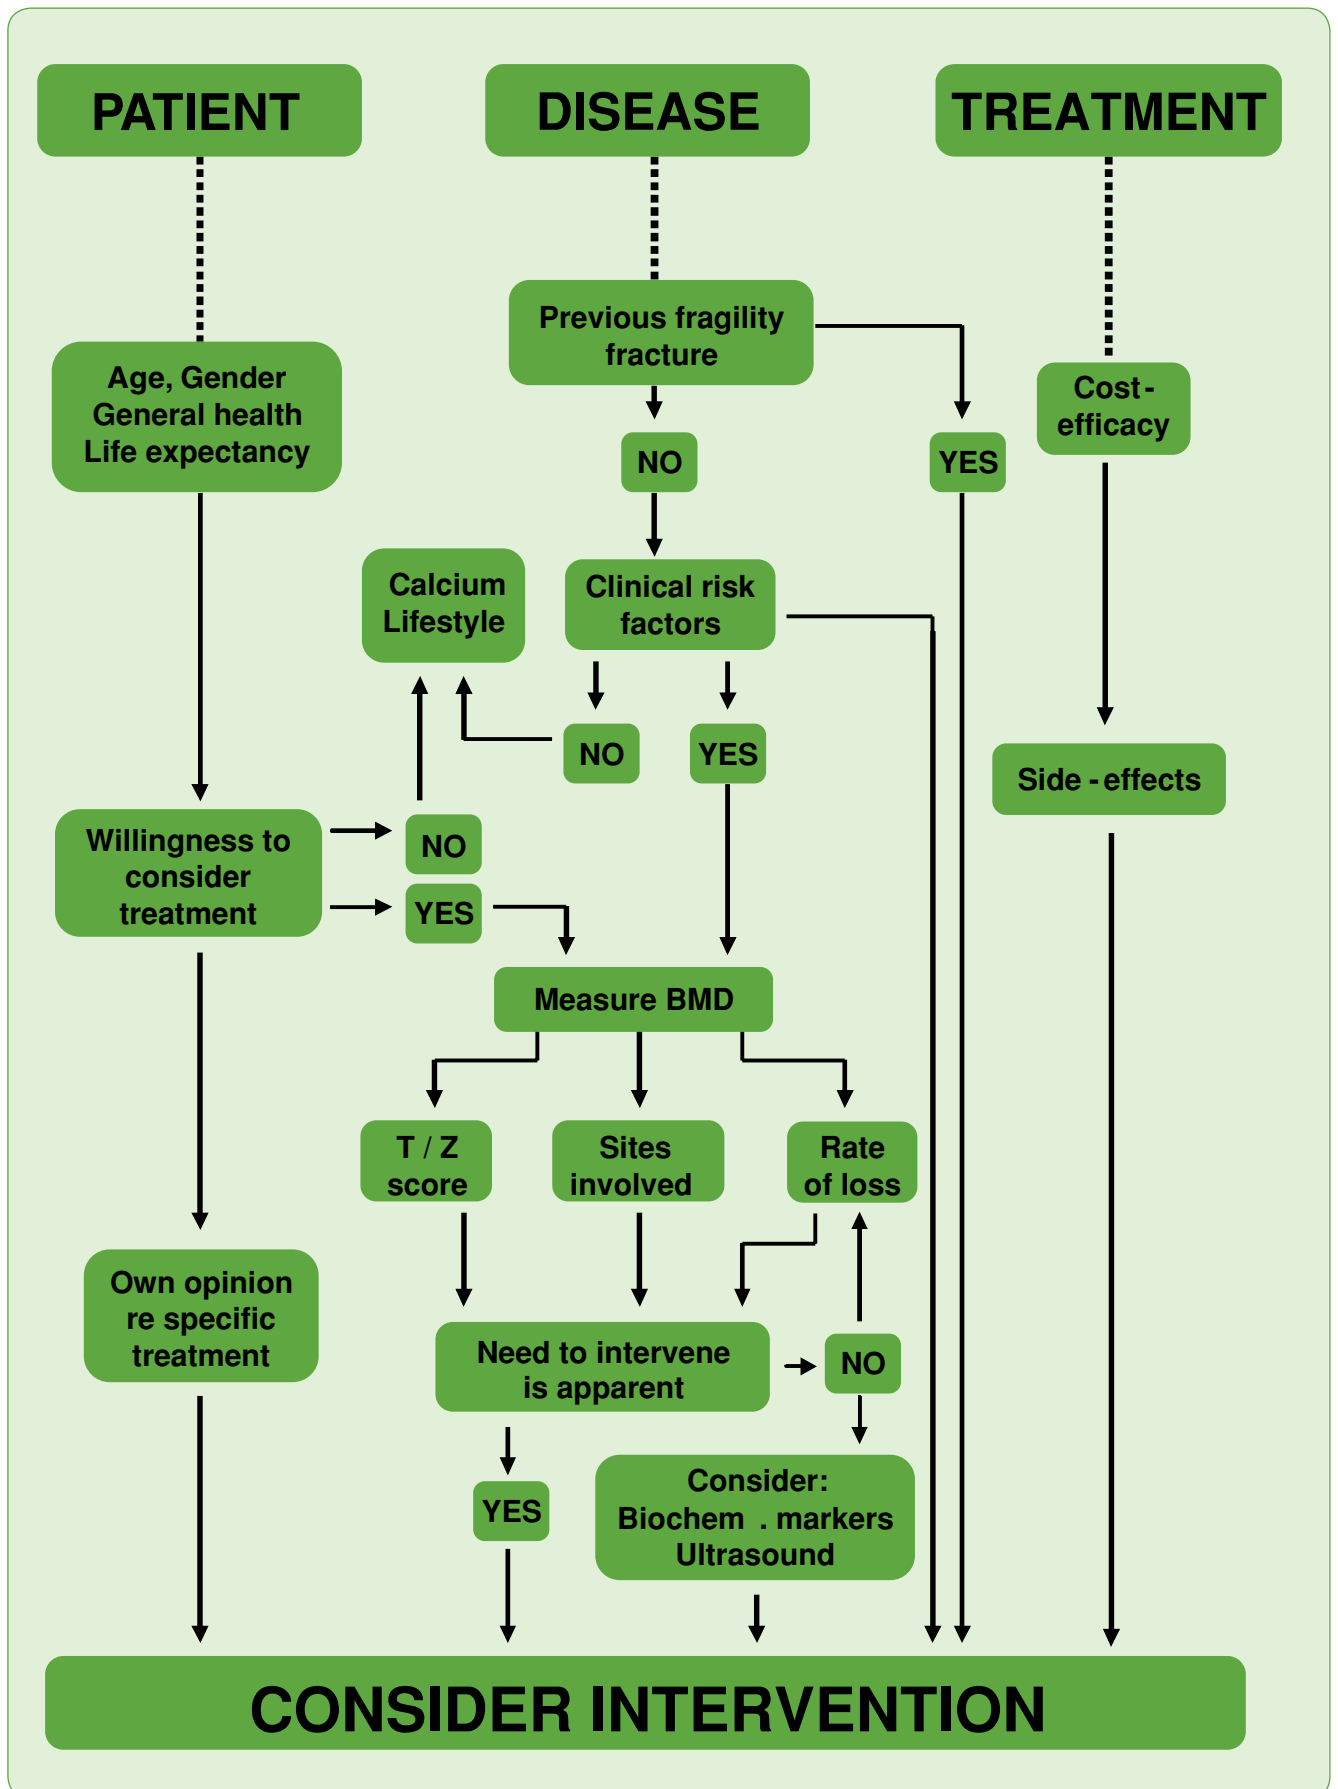 PATIENT
DISEASE
TREATMENT
Previous fragility
fracture
Age, Gender
General health
Life expectancy
Cost-
efficacy
NO
YES
Calcium
Lifestyle
Clinical risk
factors
NO
YES
Side - effects
Willingness to
consider
treatment
NO
YES
Measure BMD
T / Z
score
Sites
involved
Rate
of loss
Own opinion
re specific
treatment
Need to intervene
is apparent
NO
YES
Consider:
Biochem . markers
Ultrasound
CONSIDER INTERVENTION